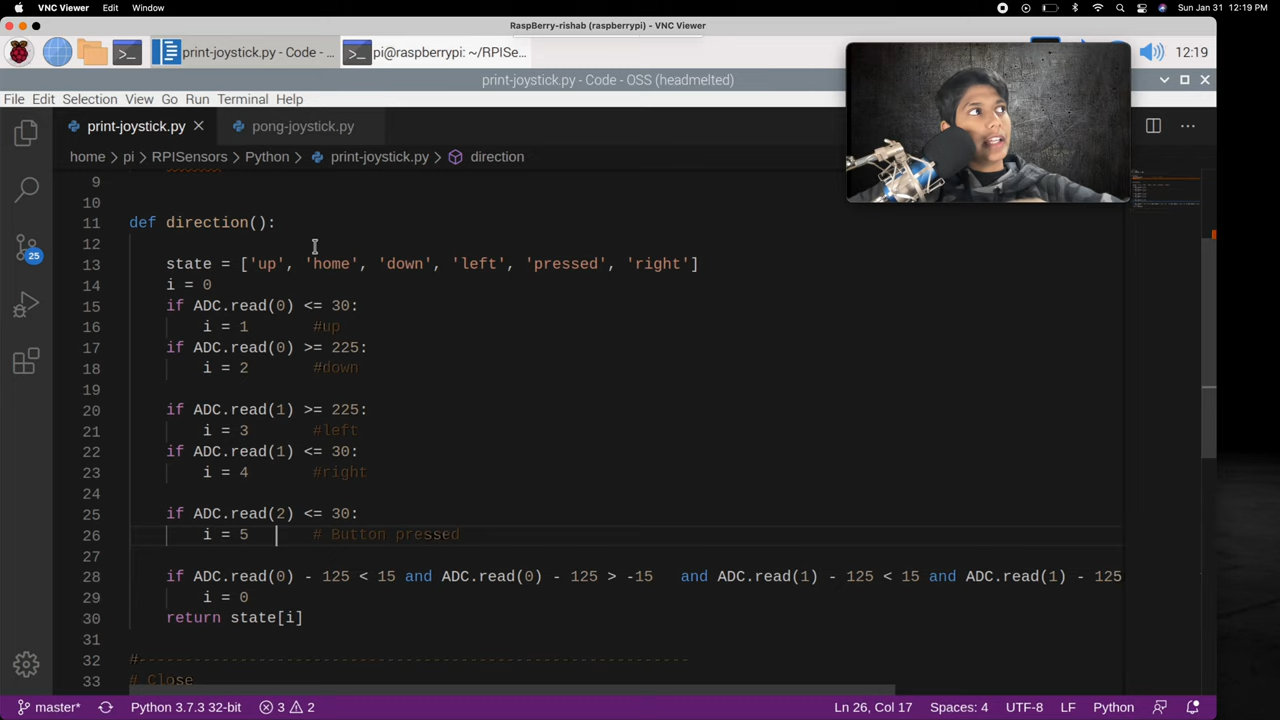 VNC Viewer Edit Window Sun Jan 31 12:19 PM
RaspBerry-rishab (raspberrypi) - VNC Viewer
print-joystick.py - Code - ... pi@raspberrypi: ~/RPISe... 12:19
print-joystick.py - Code - OSS (headmelted)
File Edit Selection View Go Run Terminal Help
print-joystick.py pong-joystick.py
home pi RPISensors Python print-joystick.py direction
9
10
11 def direction():
12
13 state = ['up', 'home', 'down', 'left', 'pressed', 'right']
14 i = 0
15 if ADC.read(0) <= 30:
16 i = 1 #up
17 if ADC.read(0) >= 225:
18 i = 2 #down
19
20 if ADC.read(1) >= 225:
21 i = 3 #left
22 if ADC.read(1) <= 30:
23 i = 4 #right
24
25 if ADC.read(2) <= 30:
26 i = 5 # Button pressed
27
28 if ADC.read(0) - 125 < 15 and ADC.read(0) - 125 > -15 and ADC.read(1) - 125 < 15 and ADC.read(1) - 125
29 i = 0
30 return state[i]
31
32 #-------------------------------------------------------------
33 # Close
25
master* Python 3.7.3 32-bit 3 2 Ln 26, Col 17 Spaces: 4 UTF-8 LF Python